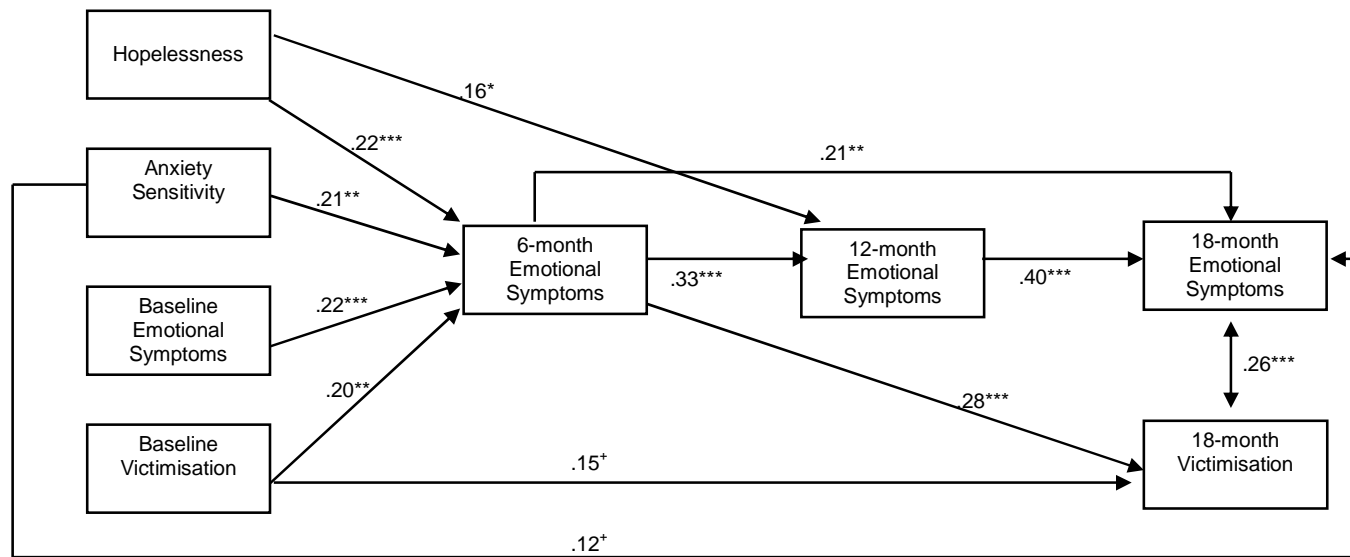 Hopelessness
.16*
.22***
Anxiety
Sensitivity
.21**
.21**
6-month
Emotional
Symptoms
12-month
Emotional
Symptoms
18-month
Emotional
Symptoms
.33***
.40***
Baseline
Emotional
Symptoms
.22***
.20**
.28***
.26***
Baseline
Victimisation
.15+
18-month
Victimisation
.12+